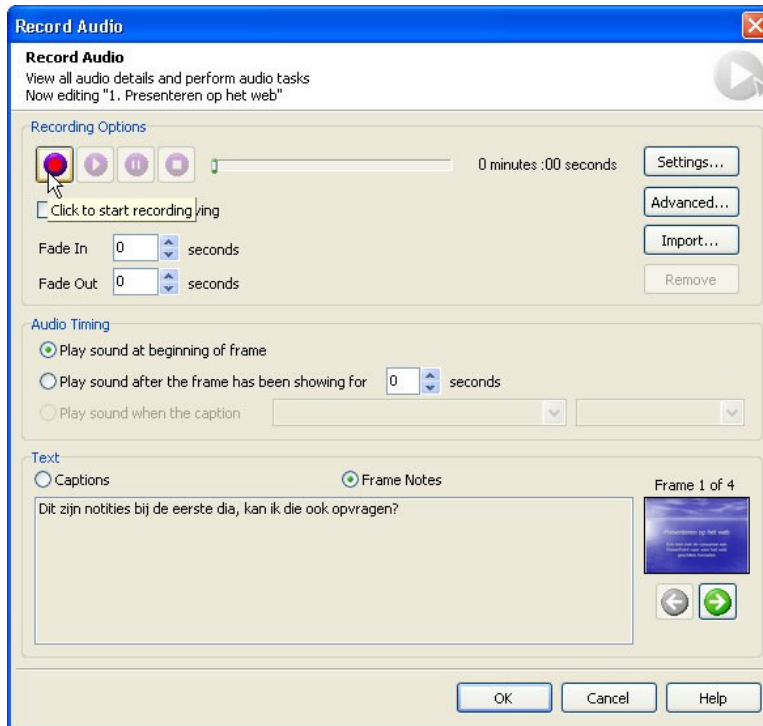 Record Audio
Record Audio
View all audio details and perform audio tasks
Now editing "1. Presenteren op het web"
Recording Options
0 minutes :00 seconds
Settings...
Click to start recording
Advanced...
Fade In 0 seconds
Import...
Fade Out 0 seconds
Remove
Audio Timing
Play sound at beginning of frame
Play sound after the frame has been showing for 0 seconds
Play sound when the caption
Text
Captions
Frame Notes
Frame 1 of 4
Dit zijn notities bij de eerste dia, kan ik die ook opvragen?
Presenteren op het web
OK
Cancel
Help